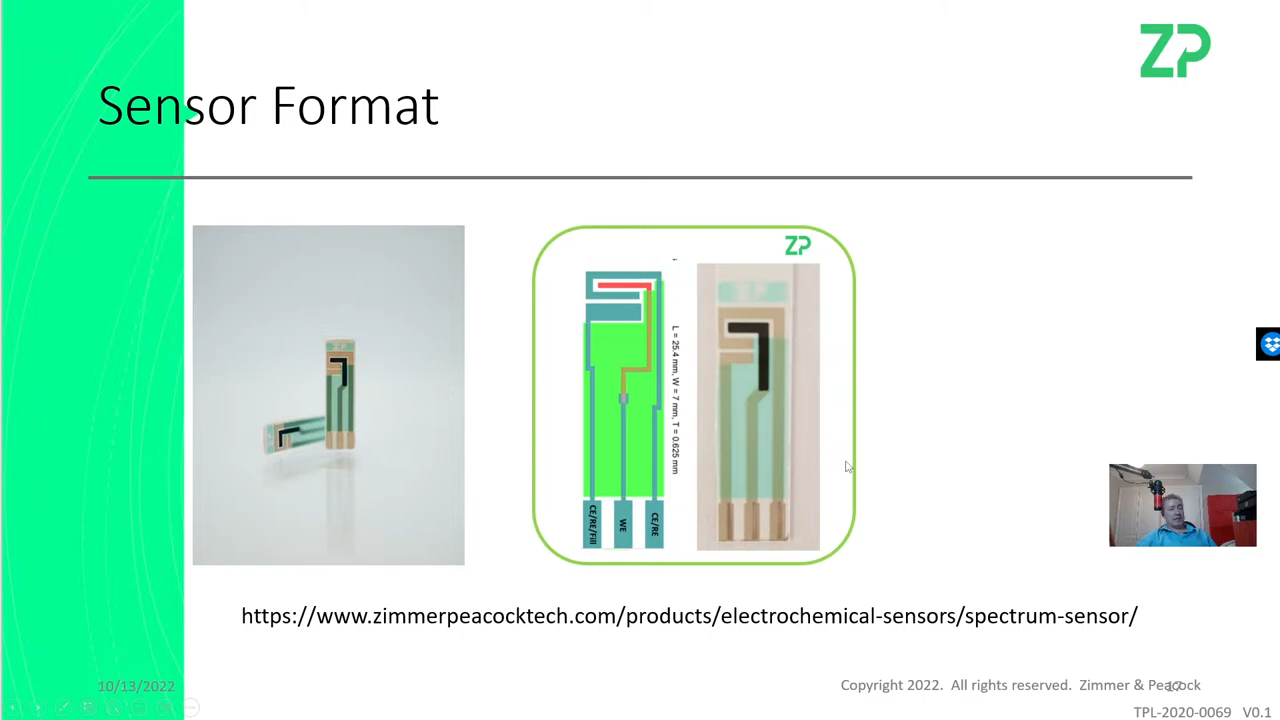 ZP
Sensor Format
ZP
L = 25.4 mm, W = 7 mm, T = 0.625 mm
CE/RE/Fill
WE
CE/RE
https://www.zimmerpeacocktech.com/products/electrochemical-sensors/spectrum-sensor/
10/13/2022
Copyright 2022. All rights reserved. Zimmer & Peacock
17
TPL-2020-0069 V0.1